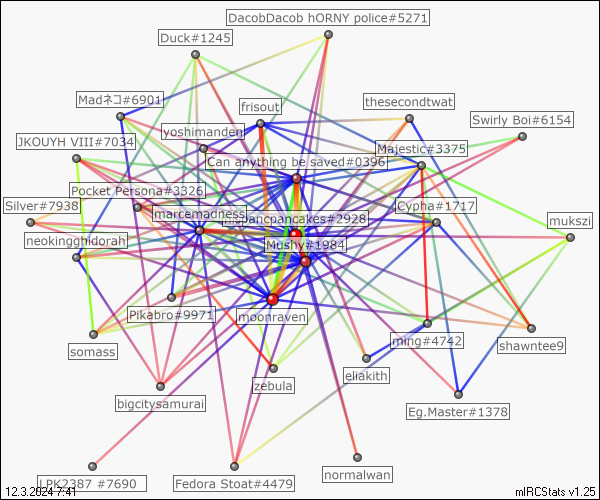 DacobDacob hORNY police#5271
Duck#1245
Madネコ#6901
frisout
thesecondtwat
Swirly Boi#6154
yoshimanden
JKOUYH VIII#7034
Majestic#3375
Can anything be saved#0396
Pocket Persona#3326
Silver#7938
marcemadness
pancpancakes#2928
Cypha#1717
mukszi
neokingghidorah
Mushy#1984
Pikabro#9971
moonraven
somass
ming#4742
shawntee9
zebula
eliakith
bigcitysamurai
Eg.Master#1378
LPK2387 #7690
Fedora Stoat#4479
normalwan
12.3.2024 7:41
mIRCStats v1.25